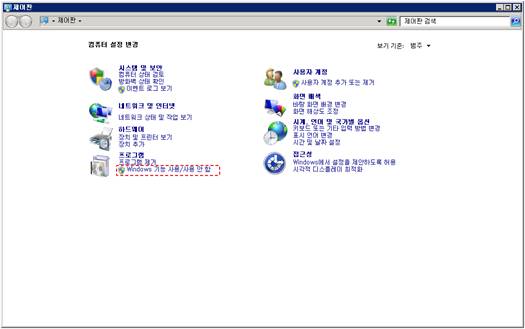 제어판
제어판
제어판 검색
컴퓨터 설정 변경
보기 기준: 범주
시스템 및 보안
컴퓨터 상태 검토
방화벽 상태 확인
이벤트 로그 보기
네트워크 및 인터넷
네트워크 상태 및 작업 보기
하드웨어
장치 및 프린터 보기
장치 추가
프로그램
프로그램 제거
Windows 기능 사용/사용 안 함
사용자 계정
사용자 계정 추가 또는 제거
화면 배색
바탕 화면 배경 변경
화면 해상도 조정
시계, 언어 및 국가별 옵션
키보드 또는 기타 입력 방법 변경
표시 언어 변경
시간 및 날짜 설정
접근성
Windows에서 설정을 제안하도록 허용
시각적 디스플레이 최적화